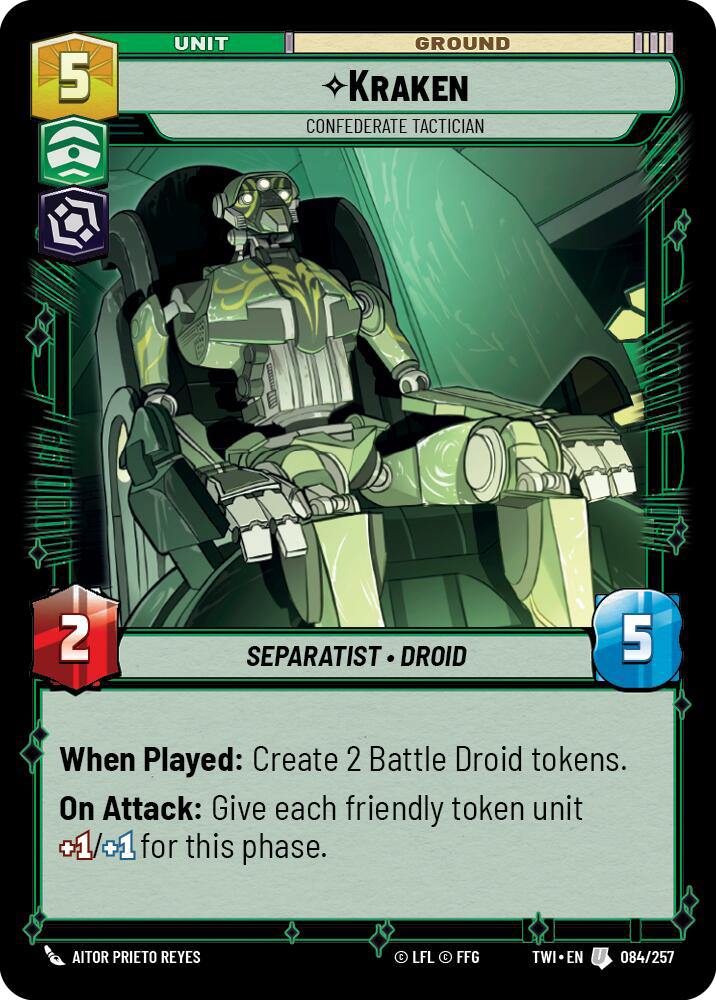 UNIT
GROUND
5
✧KRAKEN
CONFEDERATE TACTICIAN
2
SEPARATIST • DROID
5
When Played: Create 2 Battle Droid tokens.
On Attack: Give each friendly token unit
+1/+1 for this phase.
AITOR PRIETO REYES
© LFL © FFG
TWI • EN
U
084/257